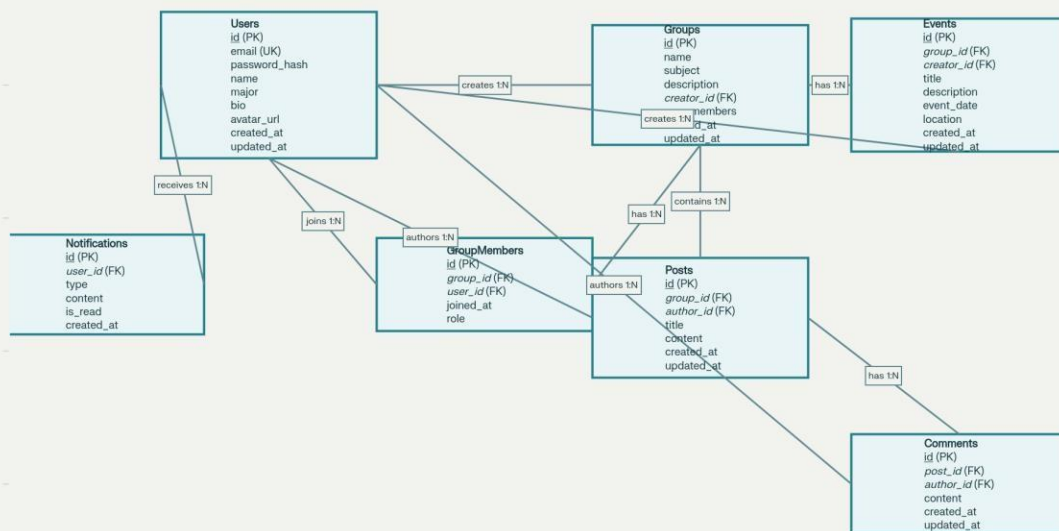 Users
id (PK)
email (UK)
password_hash
name
major
bio
avatar_url
created_at
updated_at
creates 1:N
Groups
id (PK)
name
subject
description
creator_id (FK)
members
updated_at
creates 1:N
has 1:N
Events
id (PK)
group_id (FK)
creator_id (FK)
title
description
event_date
location
created_at
updated_at
receives 1:N
joins 1:N
authors 1:N
has 1:N
contains 1:N
authors 1:N
Notifications
id (PK)
user_id (FK)
type
content
is_read
created_at
GroupMembers
id (PK)
group_id (FK)
user_id (FK)
joined_at
role
Posts
id (PK)
group_id (FK)
author_id (FK)
title
content
created_at
updated_at
has 1:N
Comments
id (PK)
post_id (FK)
author_id (FK)
content
created_at
updated_at